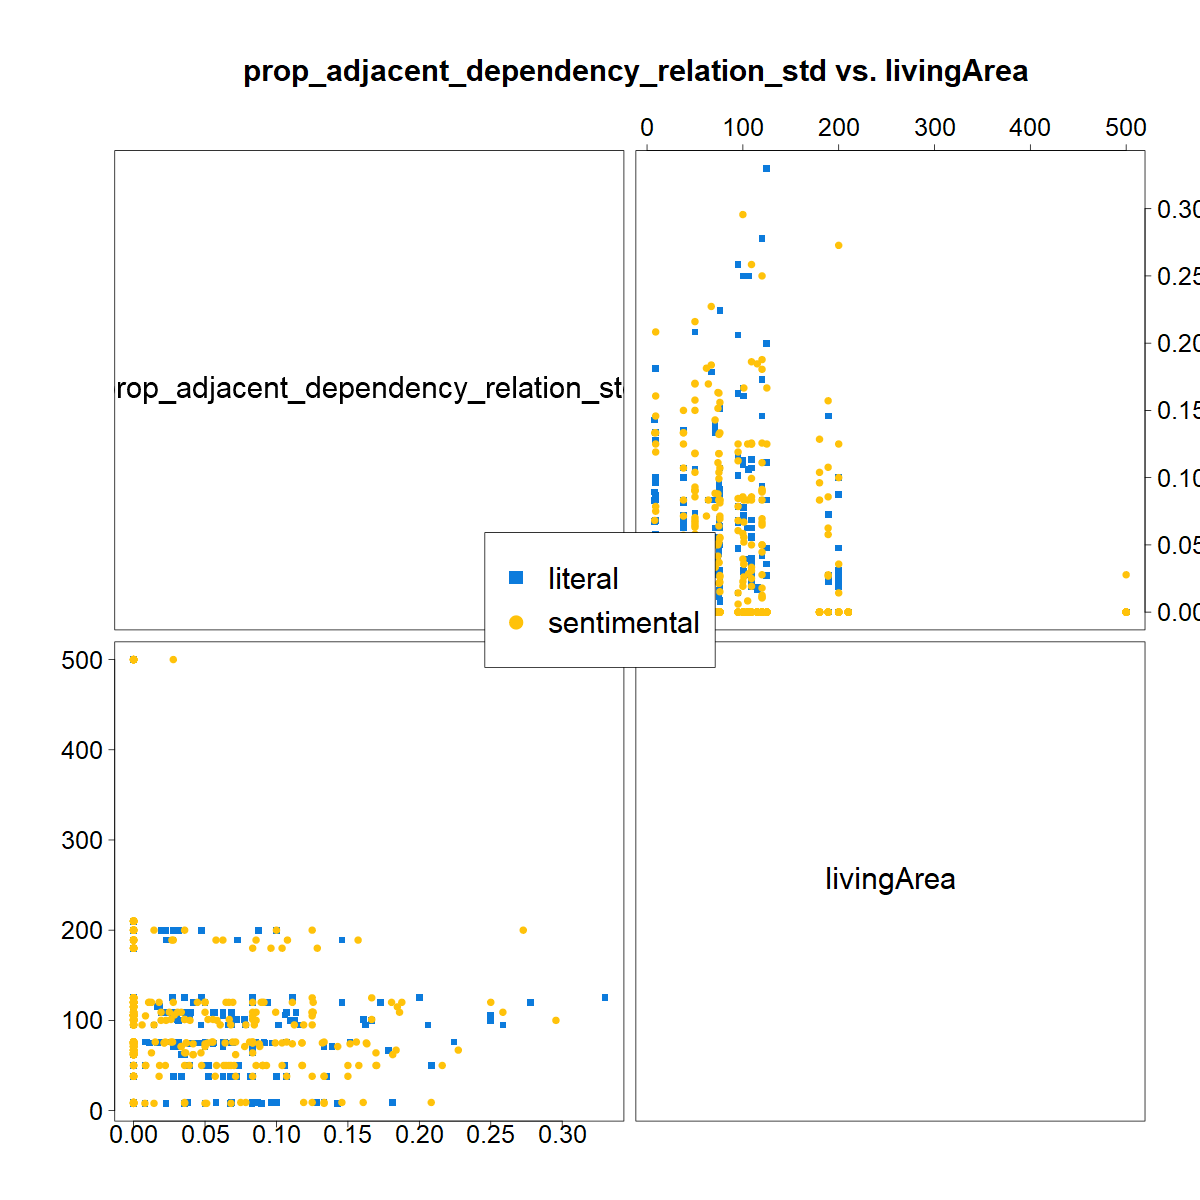 prop_adjacent_dependency_relation_std vs. livingArea
0 100 200 300 400 500
0.30
0.25
0.20
0.15
0.10
0.05
0.00
rop_adjacent_dependency_relation_st
literal
sentimental
500
400
300
200
100
0
livingArea
0.00 0.05 0.10 0.15 0.20 0.25 0.30